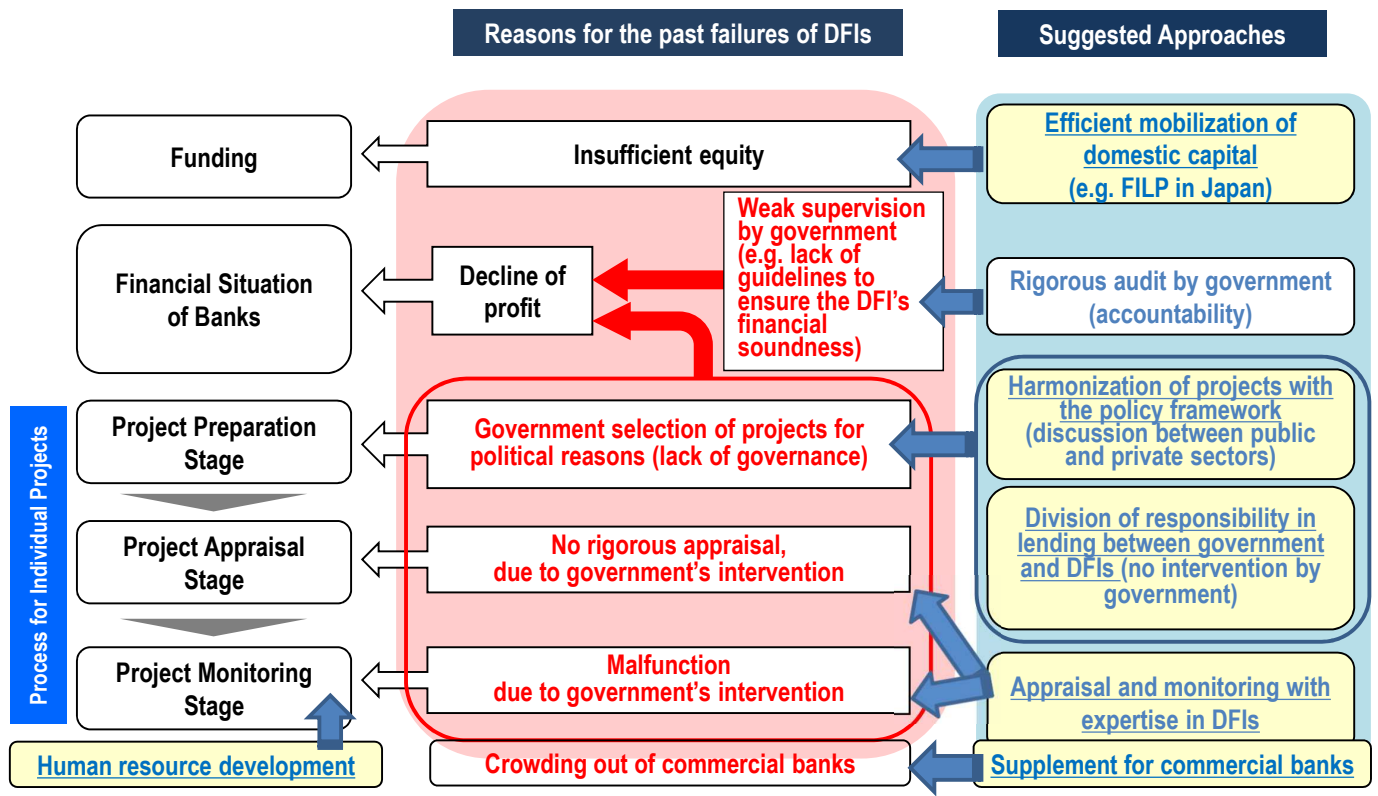 Reasons for the past failures of DFIs
Suggested Approaches
Funding
Insufficient equity
Efficient mobilization of
domestic capital
(e.g. FILP in Japan)
Financial Situation
of Banks
Decline of
profit
Weak supervision
by government
(e.g. lack of
guidelines to
ensure the DFI’s
financial
soundness)
Rigorous audit by government
(accountability)
Process for Individual Projects
Project Preparation
Stage
Government selection of projects for
political reasons (lack of governance)
Harmonization of projects with
the policy framework
(discussion between public
and private sectors)
Project Appraisal
Stage
No rigorous appraisal,
due to government’s intervention
Division of responsibility in
lending between government
and DFIs (no intervention by
government)
Project Monitoring
Stage
Malfunction
due to government’s intervention
Appraisal and monitoring with
expertise in DFIs
Human resource development
Crowding out of commercial banks
Supplement for commercial banks